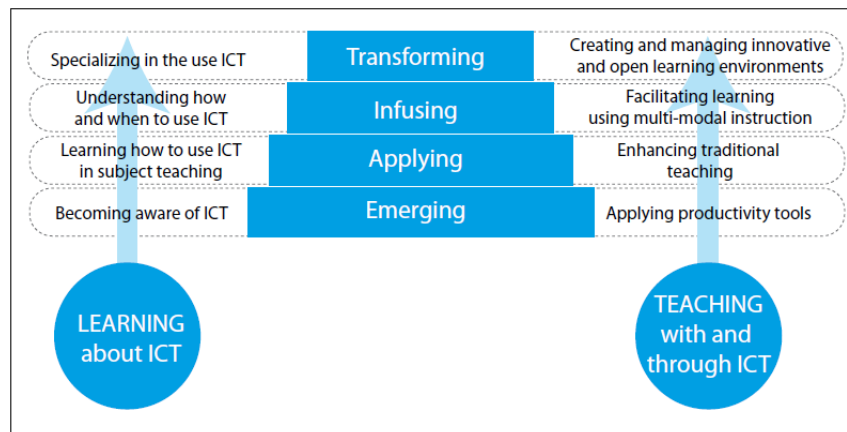 Specializing in the use ICT
Transforming
Creating and managing innovative
and open learning environments
Understanding how
and when to use ICT
Infusing
Facilitating learning
using multi-modal instruction
Learning how to use ICT
in subject teaching
Applying
Enhancing traditional
teaching
Becoming aware of ICT
Emerging
Applying productivity tools
LEARNING
about ICT
TEACHING
with and
through ICT